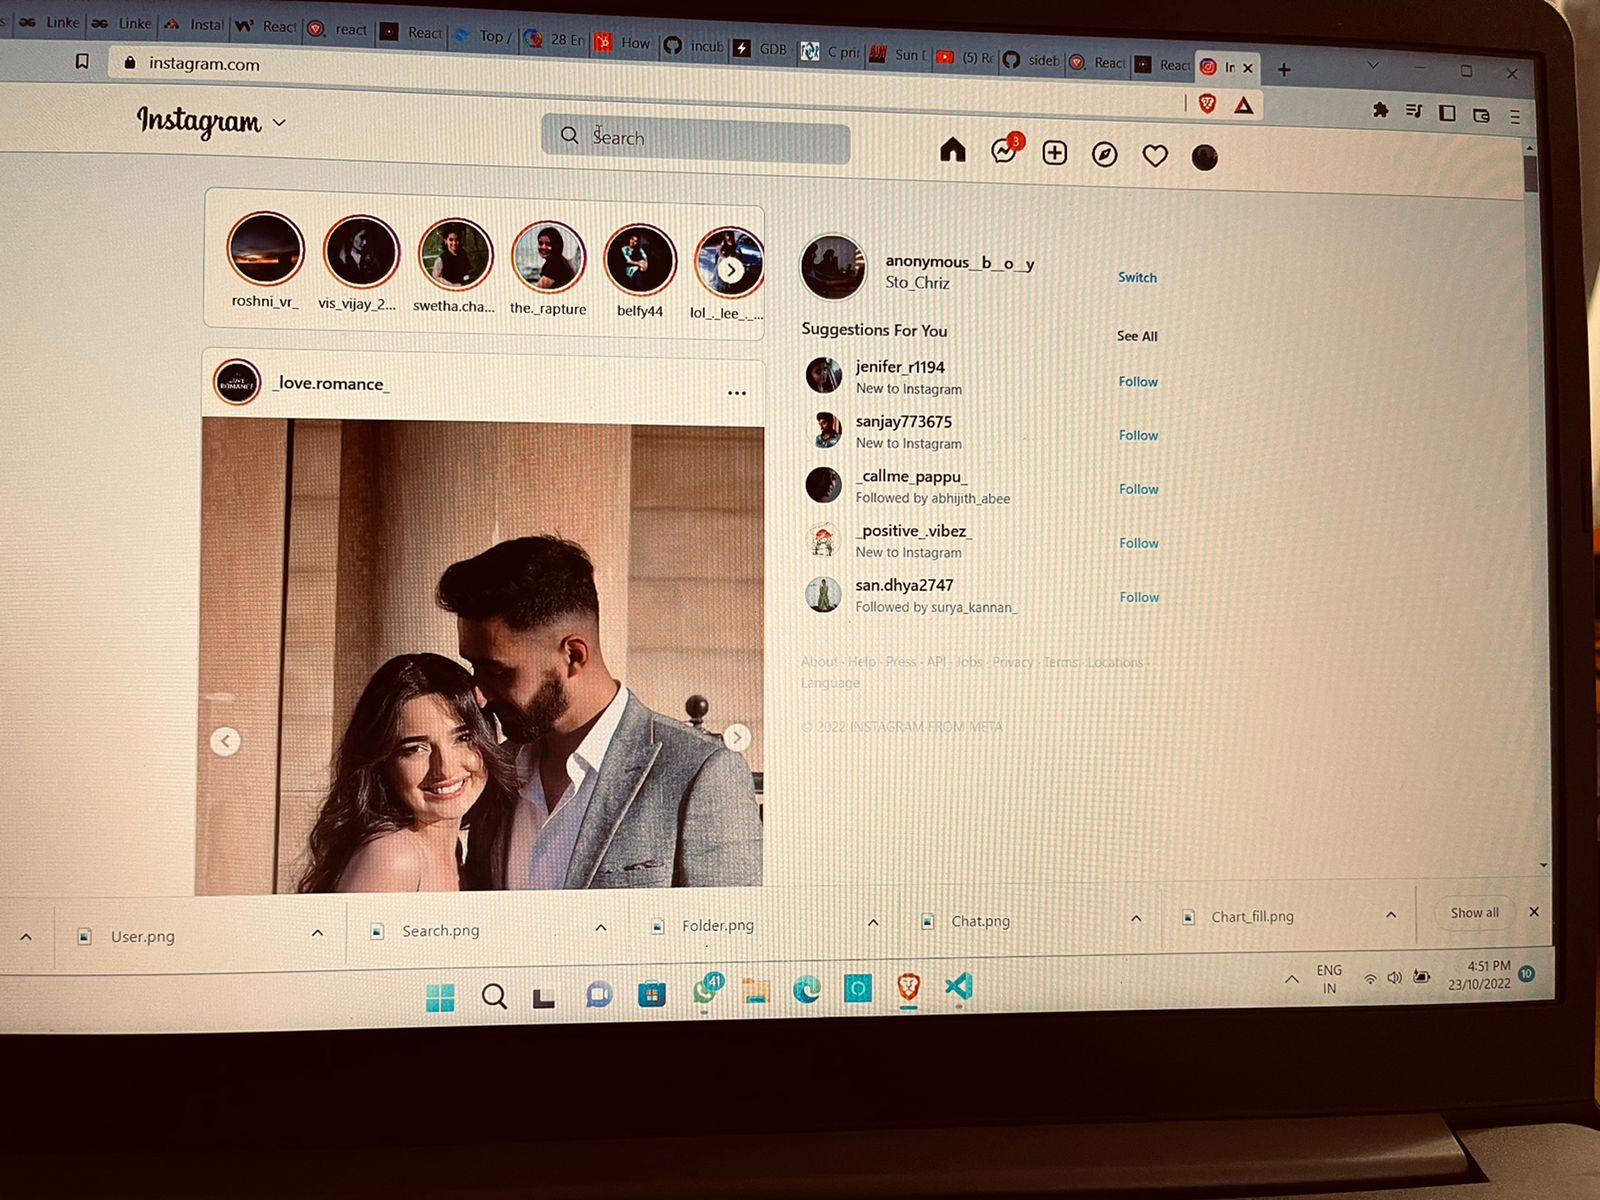 Linke
Linke
Instal
React
react
React
Top /
28 En
How
incub
GDB
C prin
Sun D
(5) Re
sideb
React
React
In
instagram.com
Instagram
Search
3
roshni_vr_
vis_vijay_2...
swetha.cha...
the._rapture
belfy44
lol_._lee_._...
anonymous__b__o__y
Sto_Chriz
Switch
Suggestions For You
See All
jenifer_r1194
New to Instagram
Follow
sanjay773675
New to Instagram
Follow
_callme_pappu_
Followed by abhijith_abee
Follow
_positive_.vibez_
New to Instagram
Follow
san.dhya2747
Followed by surya_kannan_
Follow
About · Help · Press · API · Jobs · Privacy · Terms · Locations ·
Language
© 2022 INSTAGRAM FROM META
LOVE
ROMANCE
_love.romance_
User.png
Search.png
Folder.png
Chat.png
Chart_fill.png
Show all
41
ENG
IN
4:51 PM
23/10/2022
10